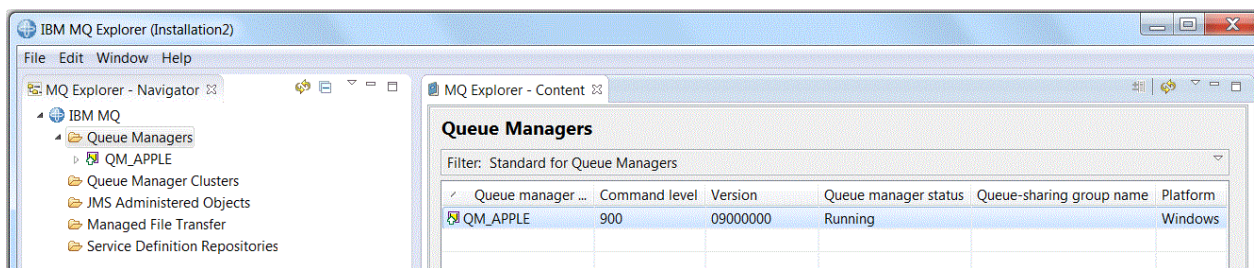 IBM MQ Explorer (Installation2)
File Edit Window Help
MQ Explorer - Navigator
IBM MQ
Queue Managers
QM_APPLE
Queue Manager Clusters
JMS Administered Objects
Managed File Transfer
Service Definition Repositories
MQ Explorer - Content
Queue Managers
Filter: Standard for Queue Managers
Queue manager ... Command level Version Queue manager status Queue-sharing group name Platform
QM_APPLE 900 09000000 Running Windows